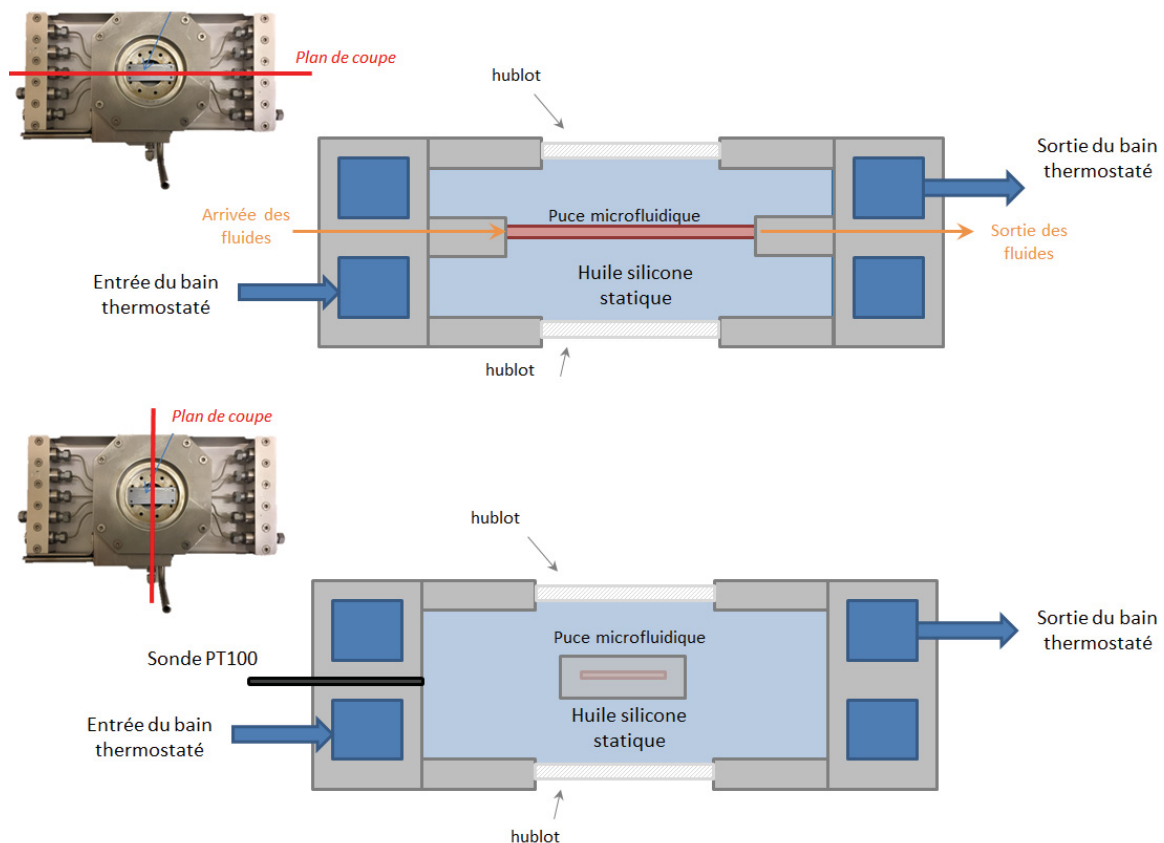 Plan de coupe
hublot
Sortie du bain
thermostaté
Arrivée des
fluides
Puce microfluidique
Sortie des
fluides
Entrée du bain
thermostaté
Huile silicone
statique
hublot
Plan de coupe
hublot
Sortie du bain
thermostaté
Puce microfluidique
Sonde PT100
Entrée du bain
thermostaté
Huile silicone
statique
hublot